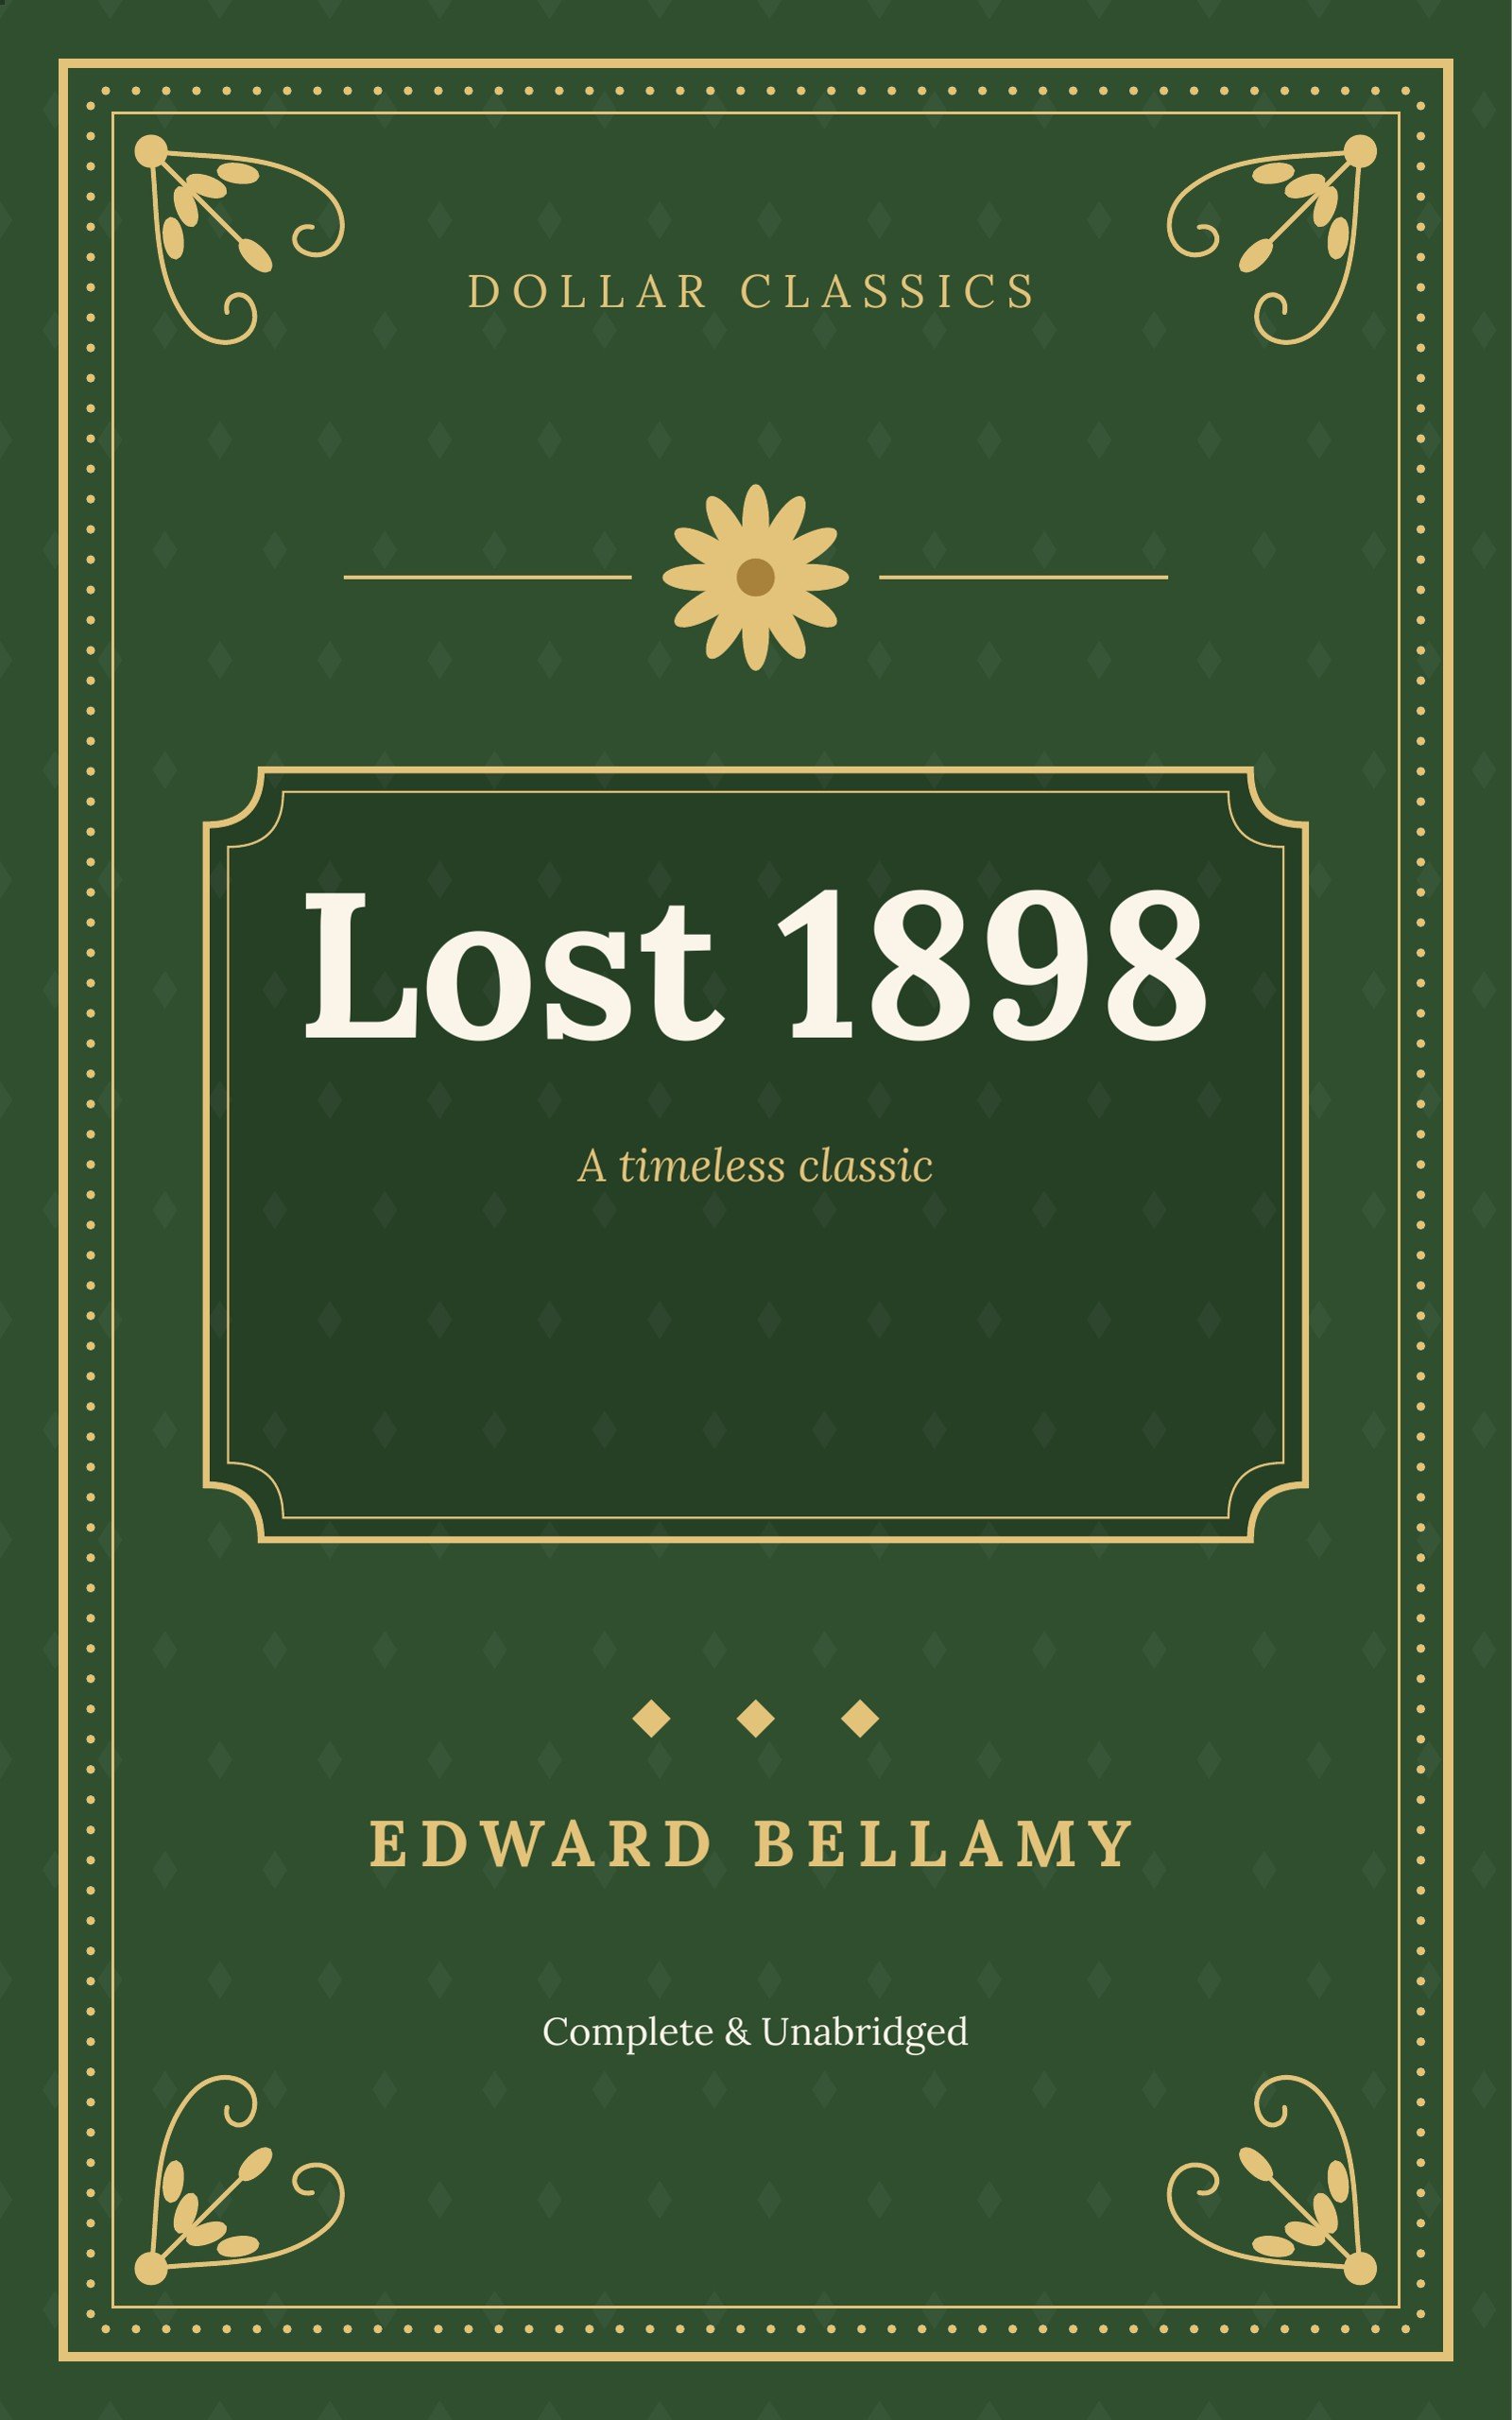 DOLLAR CLASSICS
Lost 1898
A timeless classic
EDWARD BELLAMY
Complete & Unabridged